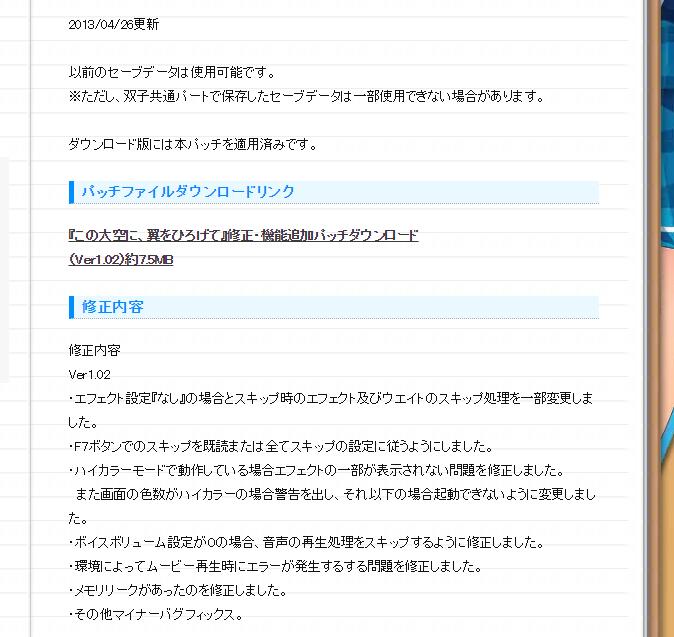 2013/04/26更新
以前のセーブデータは使用可能です。
※ただし、双子共通パートで保存したセーブデータは一部使用できない場合があります。
ダウンロード版には本パッチを適用済みです。
パッチファイルダウンロードリンク
『この大空に、翼をひろげて』修正・機能追加パッチダウンロード
（Ver1.02）約7.5MB
修正内容
修正内容
Ver1.02
・エフェクト設定『なし』の場合とスキップ時のエフェクト及びウエイトのスキップ処理を一部変更しま
した。
・F7ボタンでのスキップを既読または全てスキップの設定に従うようにしました。
・ハイカラーモードで動作している場合エフェクトの一部が表示されない問題を修正しました。
また画面の色数がハイカラーの場合警告を出し、それ以下の場合起動できないように変更しまし
た。
・ボイスボリューム設定が0の場合、音声の再生処理をスキップするように修正しました。
・環境によってムービー再生時にエラーが発生するする問題を修正しました。
・メモリリークがあったのを修正しました。
・その他マイナーバグフィックス。